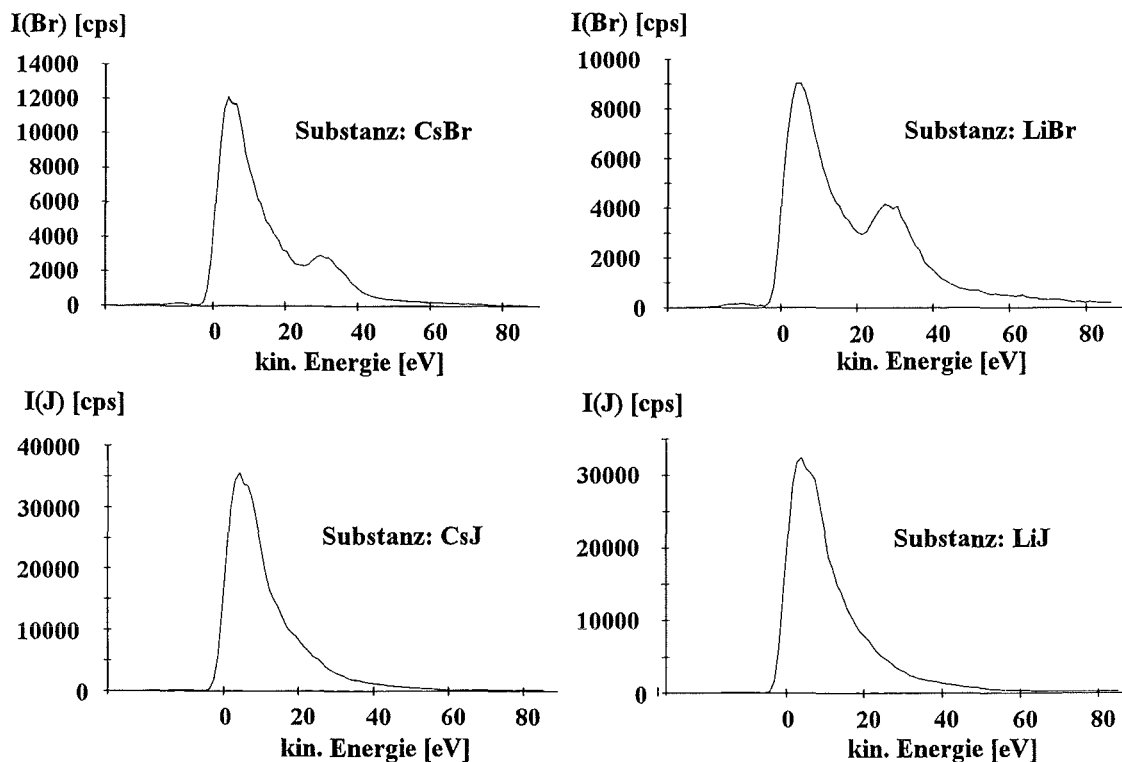 I(Br) [cps]
14000
12000
10000
8000
6000
4000
2000
0
Substanz: CsBr
0 20 40 60 80
kin. Energie [eV]
I(Br) [cps]
10000
8000
6000
4000
2000
0
Substanz: LiBr
0 20 40 60 80
kin. Energie [eV]
I(J) [cps]
40000
30000
20000
10000
0
Substanz: CsJ
0 20 40 60 80
kin. Energie [eV]
I(J) [cps]
30000
20000
10000
0
Substanz: LiJ
0 20 40 60 80
kin. Energie [eV]